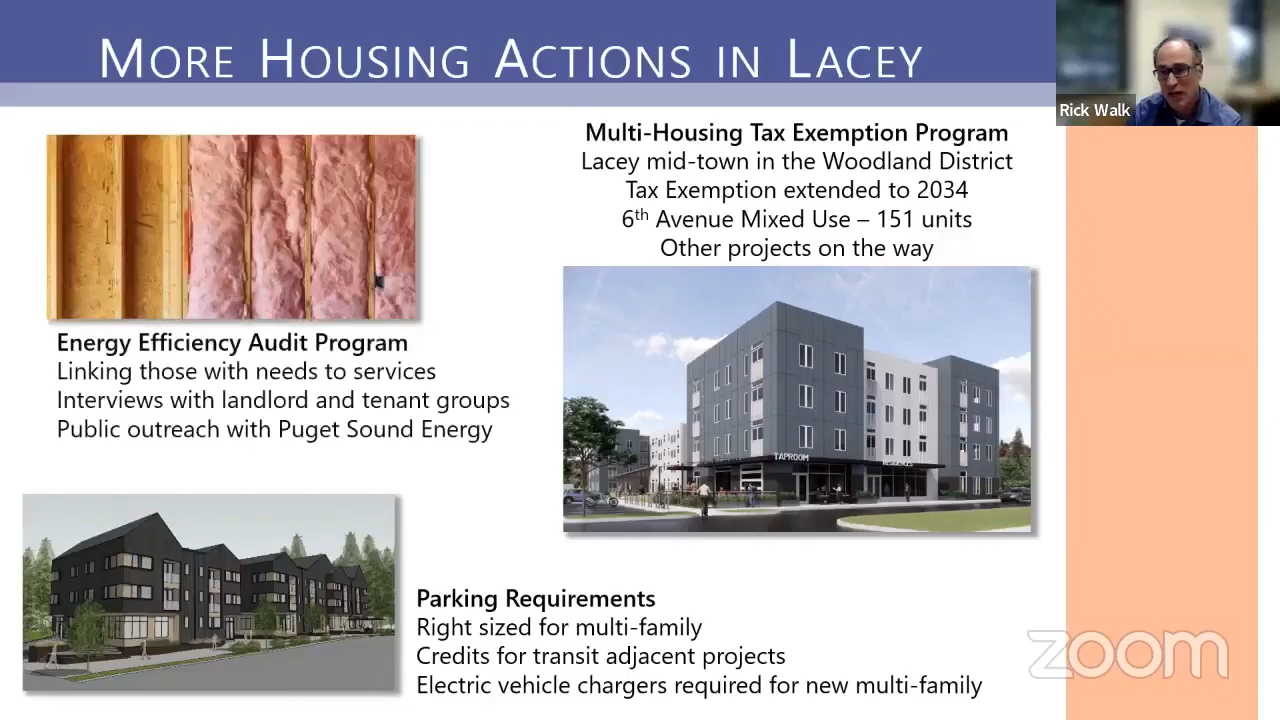 MORE HOUSING ACTIONS IN LACEY
Rick Walk
Multi-Housing Tax Exemption Program
Lacey mid-town in the Woodland District
Tax Exemption extended to 2034
6th Avenue Mixed Use – 151 units
Other projects on the way
TAPROOM
RESIDENCES
Energy Efficiency Audit Program
Linking those with needs to services
Interviews with landlord and tenant groups
Public outreach with Puget Sound Energy
Parking Requirements
Right sized for multi-family
Credits for transit adjacent projects
Electric vehicle chargers required for new multi-family
zoom